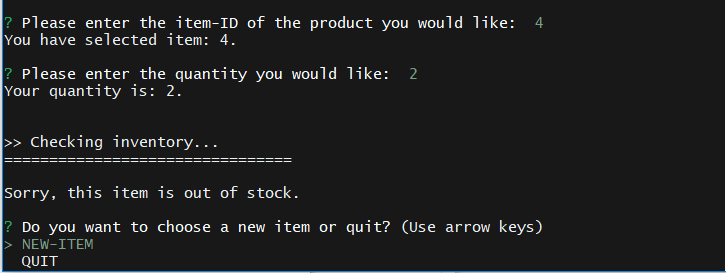 ? Please enter the item-ID of the product you would like:  4
You have selected item: 4.
? Please enter the quantity you would like:  2
Your quantity is: 2.
>> Checking inventory...
================================
Sorry, this item is out of stock.
? Do you want to choose a new item or quit? (Use arrow keys)
> NEW-ITEM
  QUIT